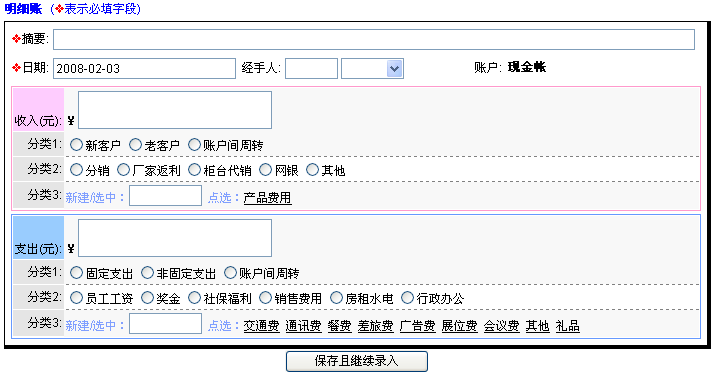 明细账 (❖表示必填字段)
❖摘要:
❖日期: 2008-02-03 经手人: 账户: 现金帐
收入(元): ¥
分类1: 新客户 老客户 账户间周转
分类2: 分销 厂家返利 柜台代销 网银 其他
分类3: 新建/选中: 点选: 产品费用
支出(元): ¥
分类1: 固定支出 非固定支出 账户间周转
分类2: 员工工资 奖金 社保福利 销售费用 房租水电 行政办公
分类3: 新建/选中: 点选: 交通费 通讯费 餐费 差旅费 广告费 展位费 会议费 其他 礼品
保存且继续录入